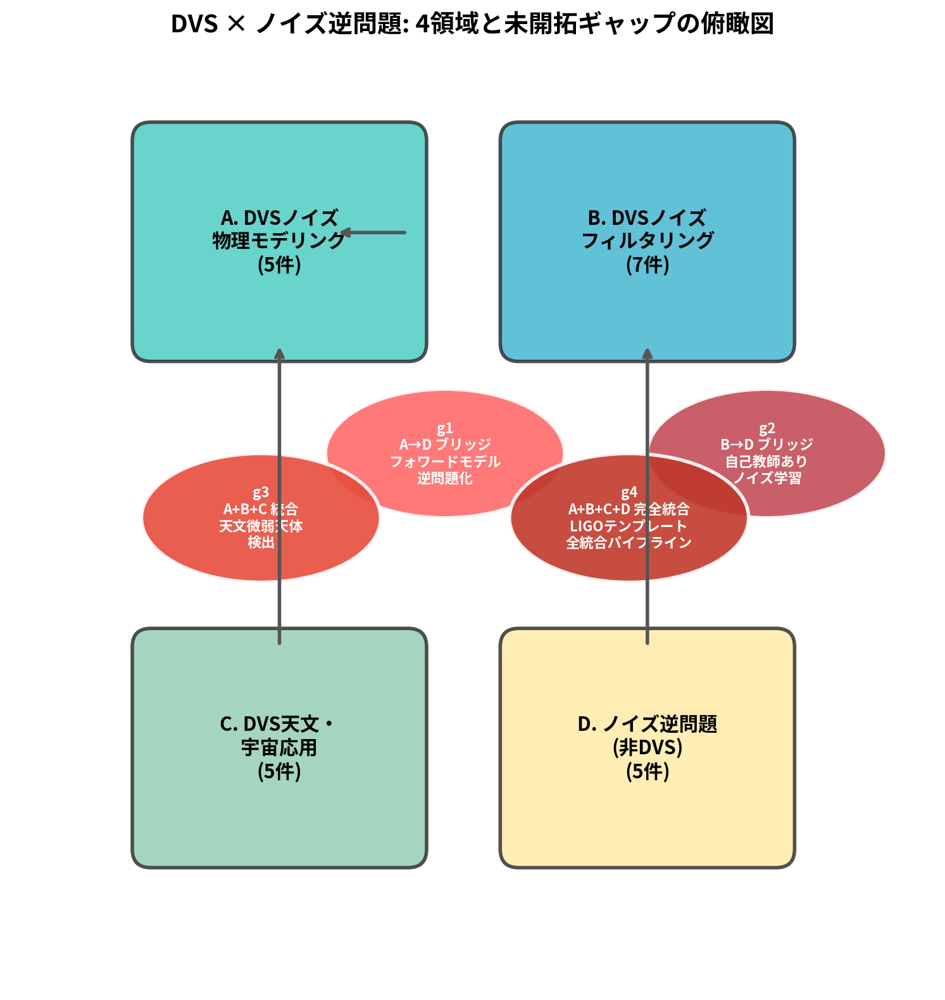 DVS × ノイズ逆問題: 4領域と未開拓ギャップの俯瞰図
A. DVSノイズ
物理モデリング
(5件)
B. DVSノイズ
フィルタリング
(7件)
g1
A→D ブリッジ
フォワードモデル
逆問題化
g2
B→D ブリッジ
自己教師あり
ノイズ学習
g3
A+B+C 統合
天文微弱天体
検出
g4
A+B+C+D 完全統合
LIGOテンプレート
全統合パイプライン
C. DVS天文・
宇宙応用
(5件)
D. ノイズ逆問題
(非DVS)
(5件)